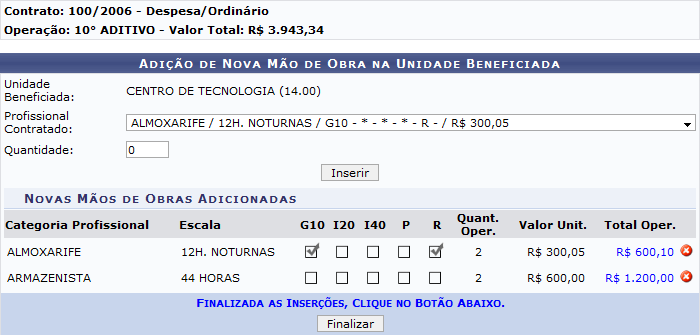 Contrato: 100/2006 - Despesa/Ordinário
Operação: 10° ADITIVO - Valor Total: R$ 3.943,34
Adição de Nova Mão de Obra na Unidade Beneficiada
Unidade Beneficiada: CENTRO DE TECNOLOGIA (14.00)
Profissional Contratado: ALMOXARIFE / 12H. NOTURNAS / G10 - * - * - * - R - / R$ 300,05
Quantidade: 0
Inserir
Novas Mãos de Obras Adicionadas
Categoria Profissional Escala G10 I20 I40 P R Quant. Oper. Valor Unit. Total Oper.
ALMOXARIFE 12H. NOTURNAS 2 R$ 300,05 R$ 600,10
ARMAZENISTA 44 HORAS 2 R$ 600,00 R$ 1.200,00
Finalizada as Inserções, Clique no Botão Abaixo.
Finalizar